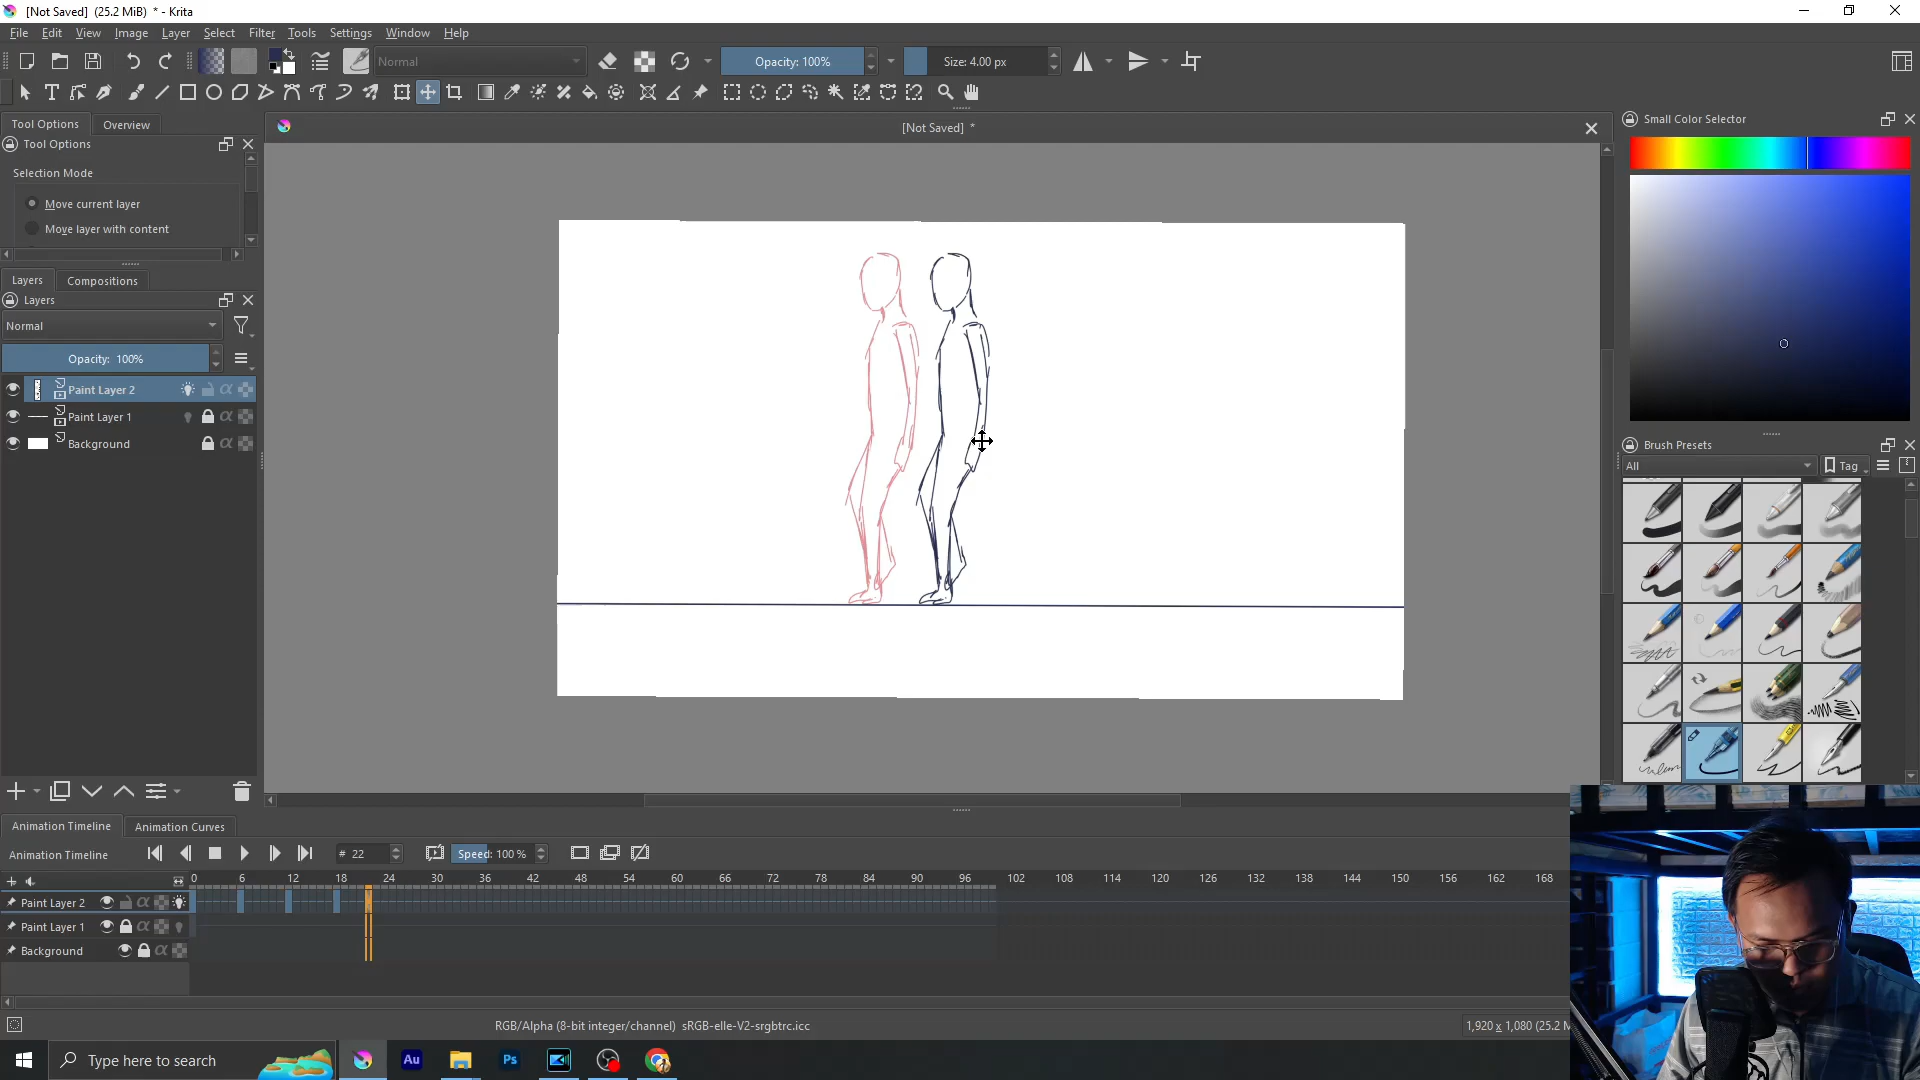 [Not Saved]  (25.2 MiB)  * - Krita
File Edit View Image Layer Select Filter Tools Settings Window Help
Normal Opacity: 100% Size: 4.00 px
Tool Options Overview
Tool Options
Selection Mode
Move current layer
Move layer with content
[Not Saved]  *
Small Color Selector
Layers Compositions
Layers
Normal
Opacity:  100%
Paint Layer 2
Paint Layer 1
Background
Brush Presets
All Tag
Animation Timeline Animation Curves
Animation Timeline # 22 Speed: 100 %
0 6 12 18 24 30 36 42 48 54 60 66 72 78 84 90 96 102 108 114 120 126 132 138 144 150 156 162 168
Paint Layer 2
Paint Layer 1
Background
RGB/Alpha (8-bit integer/channel)  sRGB-elle-V2-srgbtrc.icc 1,920 x 1,080 (25.2 M
Type here to search Au Ps